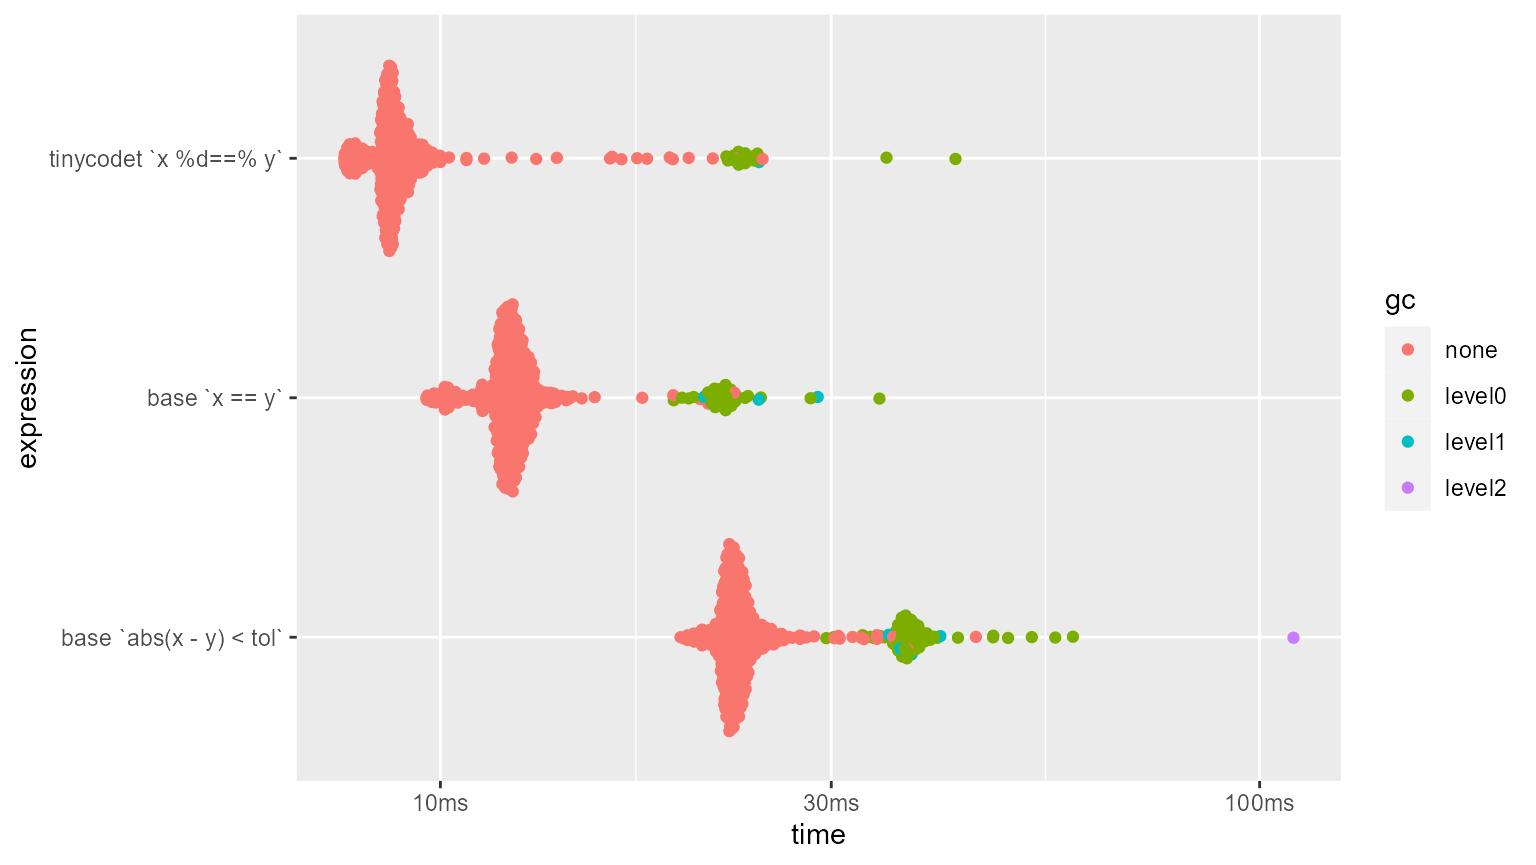 tinycodet `x %d==% y`
base `x == y`
base `abs(x - y) < tol`
expression
10ms
30ms
100ms
time
gc
none
level0
level1
level2